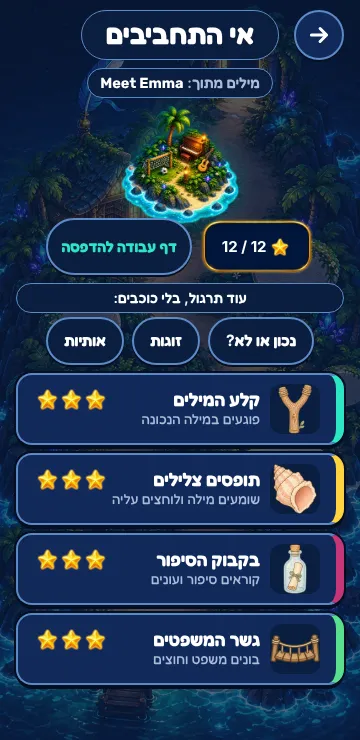 אי התחביבים
מילים מתוך: Meet Emma
12 / 12
דף עבודה להדפסה
עוד תרגול, בלי כוכבים:
נכון או לא?
זוגות
אותיות
קלע המילים
פוגעים במילה הנכונה
תופסים צלילים
שומעים מילה ולוחצים עליה
בקבוק הסיפור
קוראים סיפור ועונים
גשר המשפטים
בונים משפט וחוצים